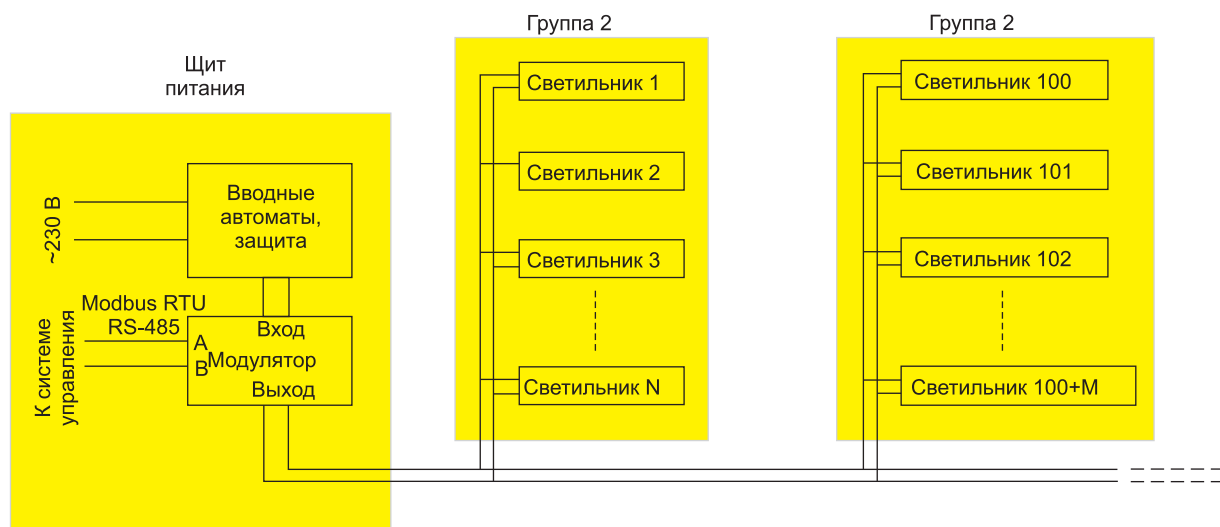 Щит
питания
~230 В
Вводные
автоматы,
защита
Modbus RTU
RS-485
К системе
управления
Вход
A
Модулятор
B
Выход
Группа 2
Светильник 1
Светильник 2
Светильник 3
Светильник N
Группа 2
Светильник 100
Светильник 101
Светильник 102
Светильник 100+M